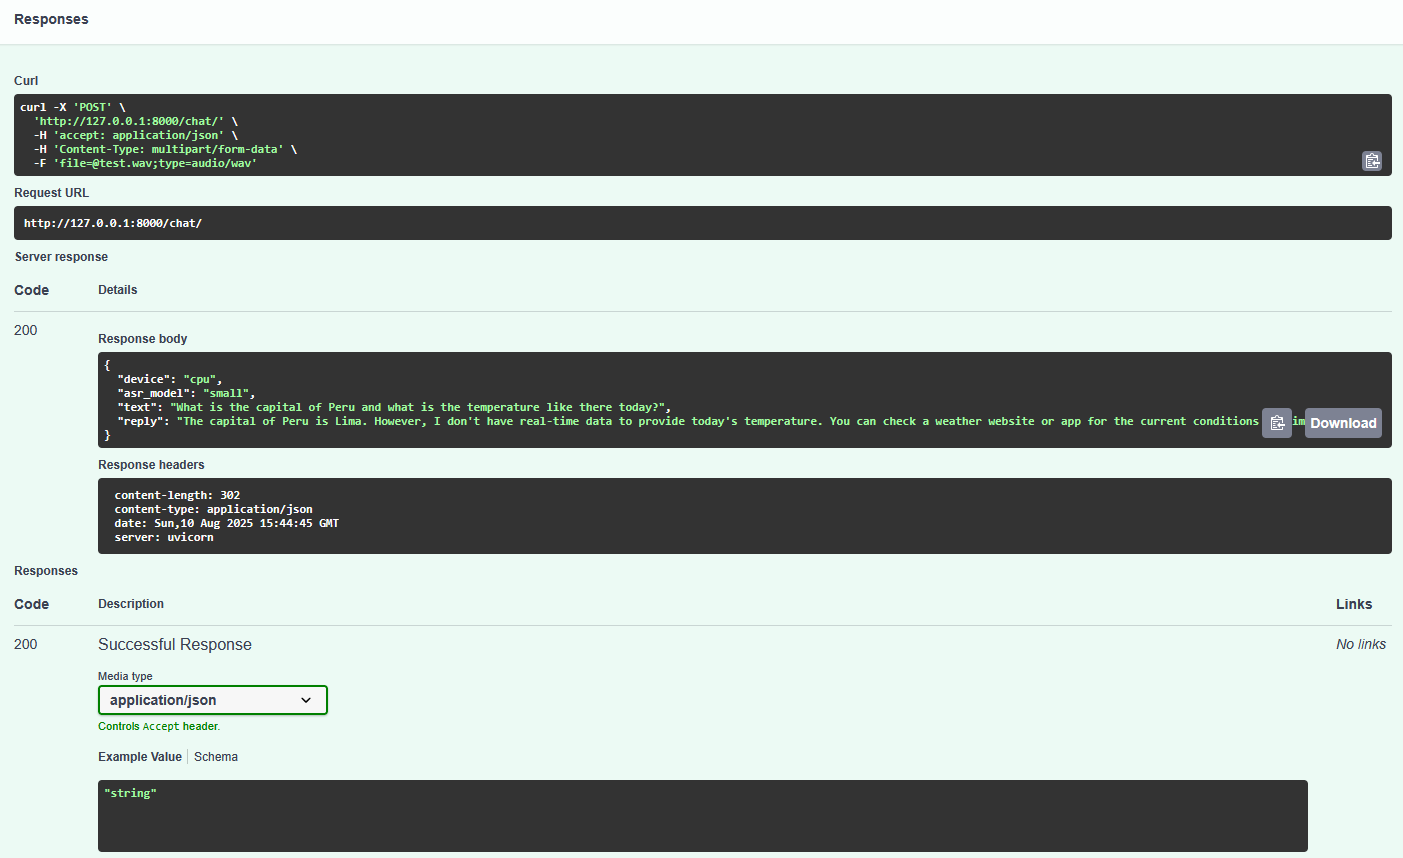 Responses
Curl
curl -X 'POST' \
'http://127.0.0.1:8000/chat/' \
-H 'accept: application/json' \
-H 'Content-Type: multipart/form-data' \
-F 'file=@test.wav;type=audio/wav'
Request URL
http://127.0.0.1:8000/chat/
Server response
Code Details
200
Response body
{
"device": "cpu",
"asr_model": "small",
"text": "What is the capital of Peru and what is the temperature like there today?",
"reply": "The capital of Peru is Lima. However, I don't have real-time data to provide today's temperature. You can check a weather website or app for the current conditions
}
Download
Response headers
content-length: 302
content-type: application/json
date: Sun,10 Aug 2025 15:44:45 GMT
server: uvicorn
Responses
Code Description Links
200 Successful Response No links
Media type
application/json
Controls Accept header.
Example Value Schema
"string"